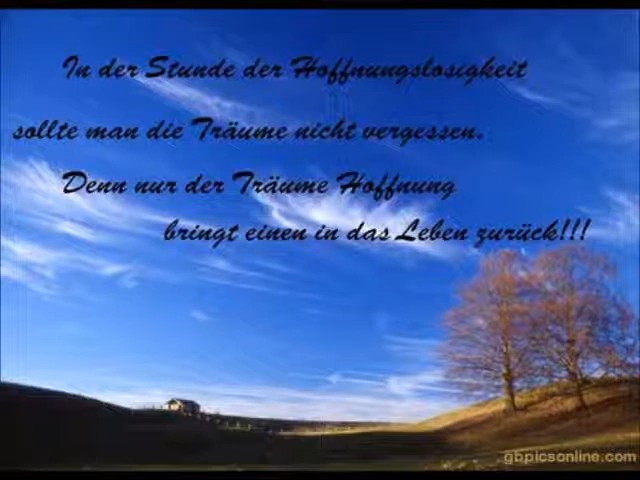 In der Stunde der Hoffnungslosigkeit
sollte man die Träume nicht vergessen.
Denn nur der Träume Hoffnung
bringt einen in das Leben zurück!!!
gbpicsonline.com